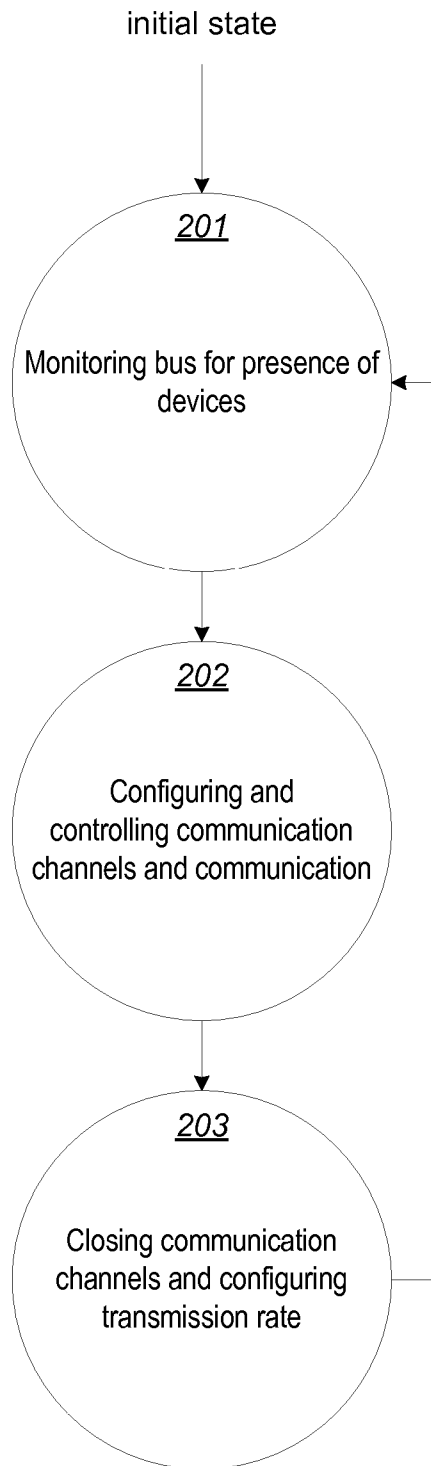 initial state
201
Monitoring bus for presence of
devices
202
Configuring and
controlling communication
channels and communication
203
Closing communication
channels and configuring
transmission rate